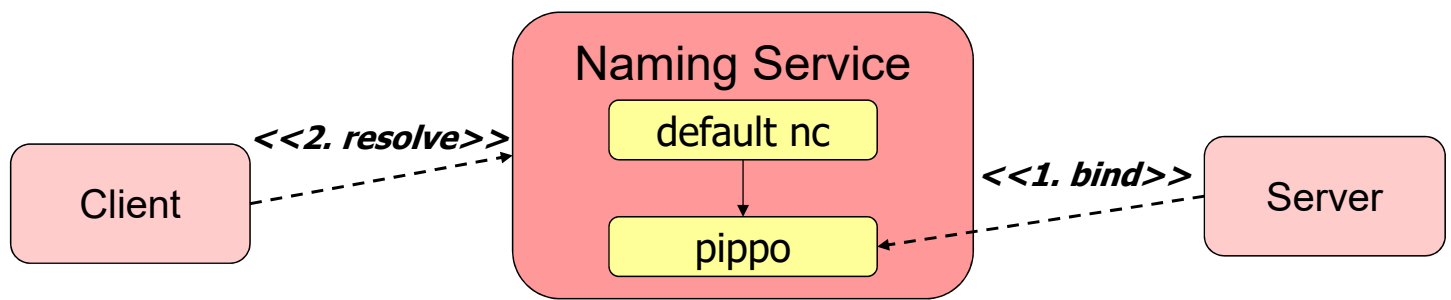 Naming Service
default nc
<<2. resolve>>
<<1. bind>>
Client
Server
pippo